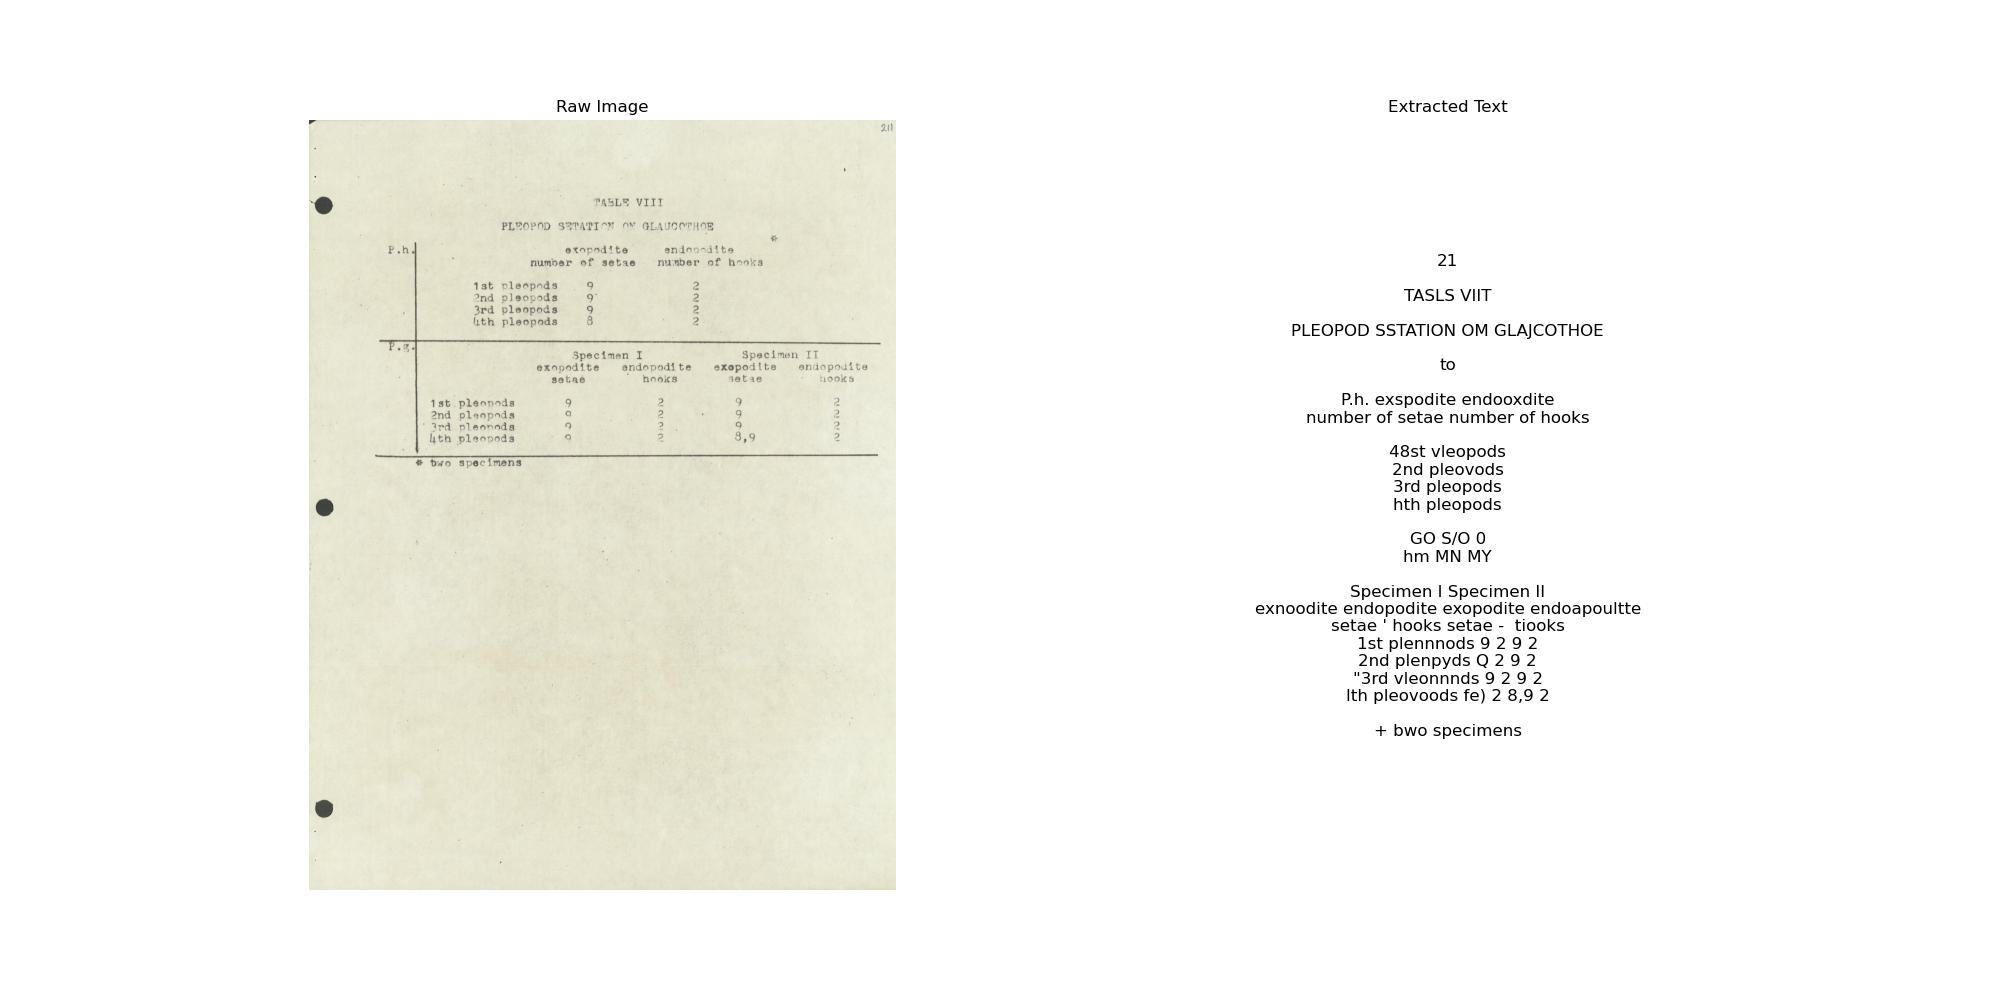 Raw Image
Extracted Text
TABLE VIII
PLEOPOD SETATION ON GLAUCOTHOE
*
P.h. exopodite endopodite
number of setae number of hooks
1st pleopods 9 2
2nd pleopods 9 2
3rd pleopods 9 2
4th pleopods 8 2
P.g.
Specimen I Specimen II
exopodite endopodite exopodite endopodite
setae hooks setae hooks
1st pleopods 9 2 9 2
2nd pleopods 9 2 9 2
3rd pleopods 9 2 9 2
4th pleopods 9 2 8,9 2
* two specimens
21
TASLS VIIT
PLEOPOD SSTATION OM GLAJCOTHOE
to
P.h. exspodite endooxdite
number of setae number of hooks
48st vleopods
2nd pleovods
3rd pleopods
hth pleopods
GO S/O 0
hm MN MY
Specimen I Specimen II
exnoodite endopodite exopodite endoapoultte
setae ' hooks setae - tiooks
1st plennnods 9 2 9 2
2nd plenpyds Q 2 9 2
"3rd vleonnnds 9 2 9 2
lth pleovoods fe) 2 8,9 2
+ bwo specimens